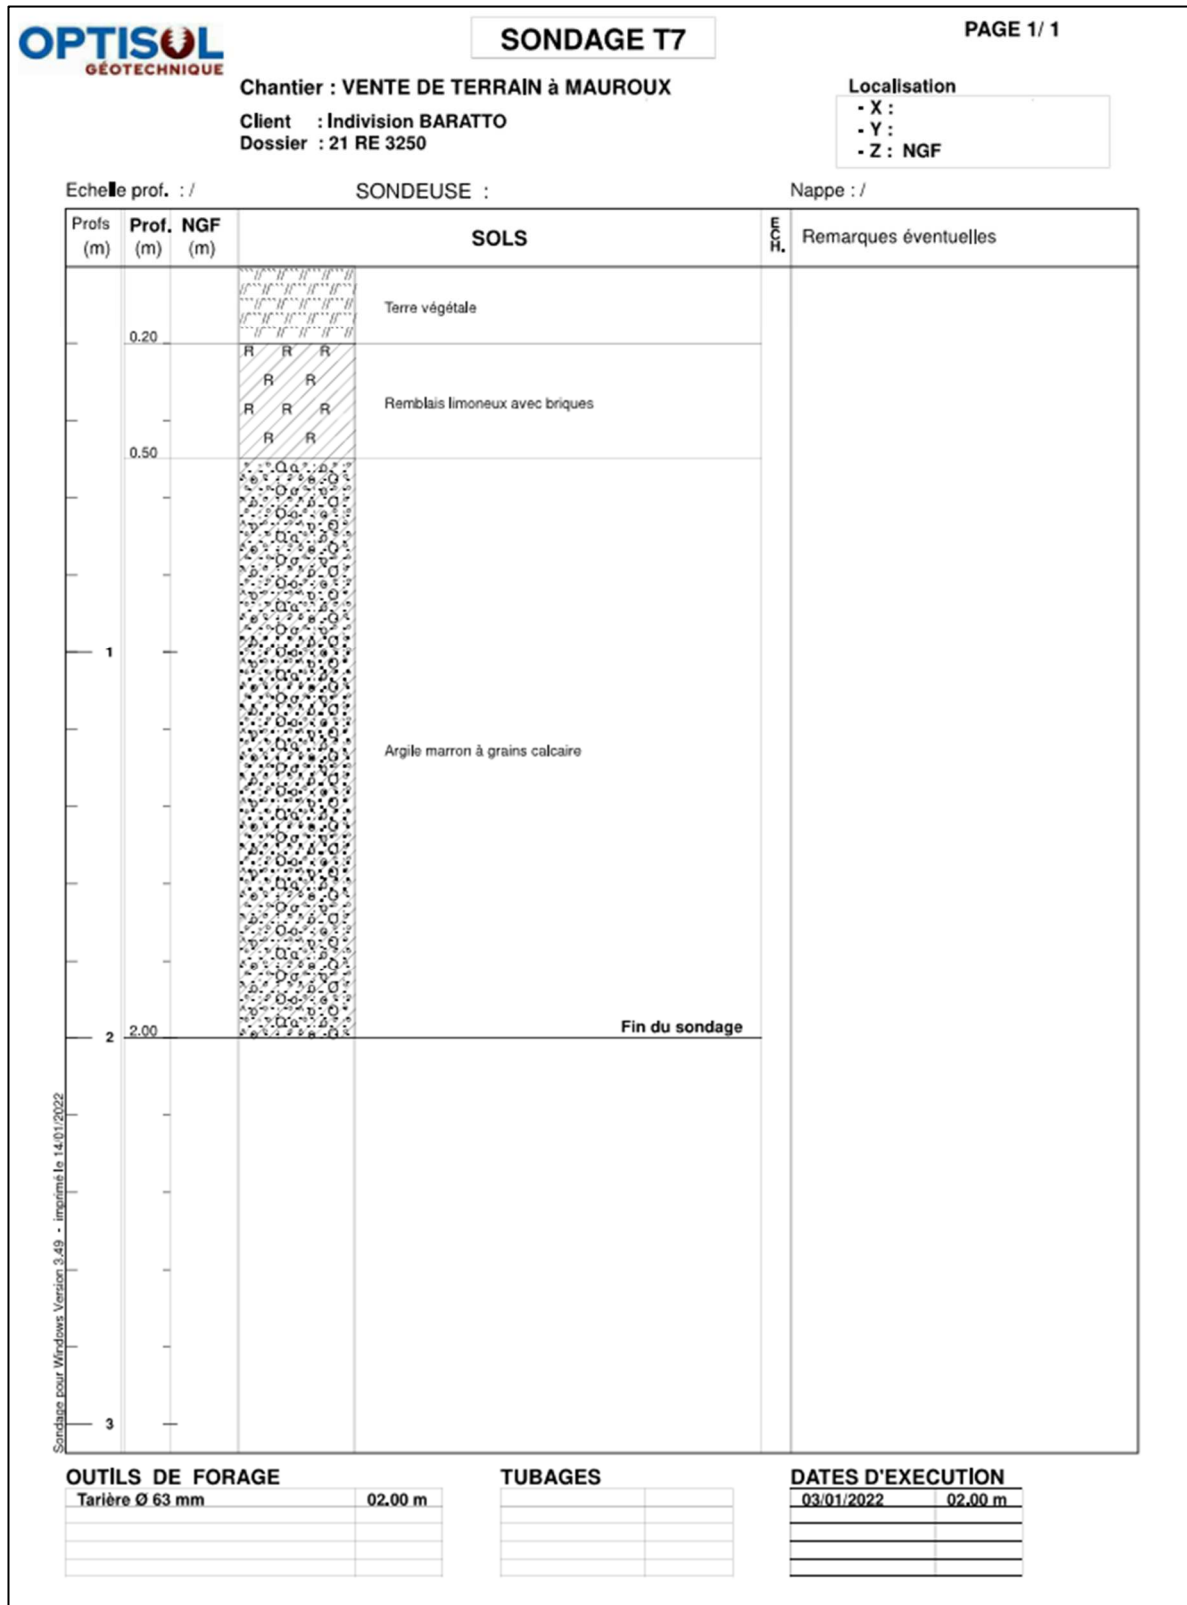 OPTISOL
GÉOTECHNIQUE
SONDAGE T7
PAGE 1/ 1
Chantier : VENTE DE TERRAIN à MAUROUX
Client : Indivision BARATTO
Dossier : 21 RE 3250
Localisation
- X :
- Y :
- Z : NGF
Echelle prof. : /
SONDEUSE :
Nappe : /
Profs (m)
Prof. (m)
NGF (m)
SOLS
ECH.
Remarques éventuelles
Terre végétale
0.20
R R R
R R
Remblais limoneux avec briques
R R R
R R
0.50
1
Argile marron à grains calcaire
Fin du sondage
2
2.00
3
Sondage pour Windows Version 3.49 - imprimé le 14/01/2022
OUTILS DE FORAGE
Tarière Ø 63 mm 02.00 m
TUBAGES
DATES D'EXECUTION
03/01/2022 02.00 m